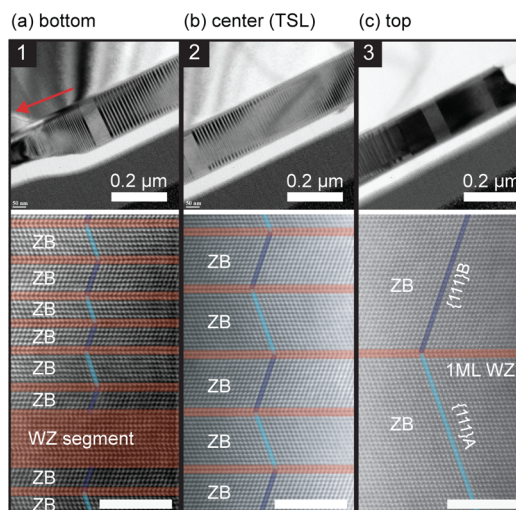 (a) bottom
(b) center (TSL)
(c) top
1
2
3
0.2 µm
50 nm
0.2 µm
50 nm
0.2 µm
ZB
ZB
ZB
ZB
ZB
ZB
WZ segment
ZB
ZB
ZB
ZB
ZB
ZB
ZB
ZB
{111}B
1ML WZ
ZB
{111}A